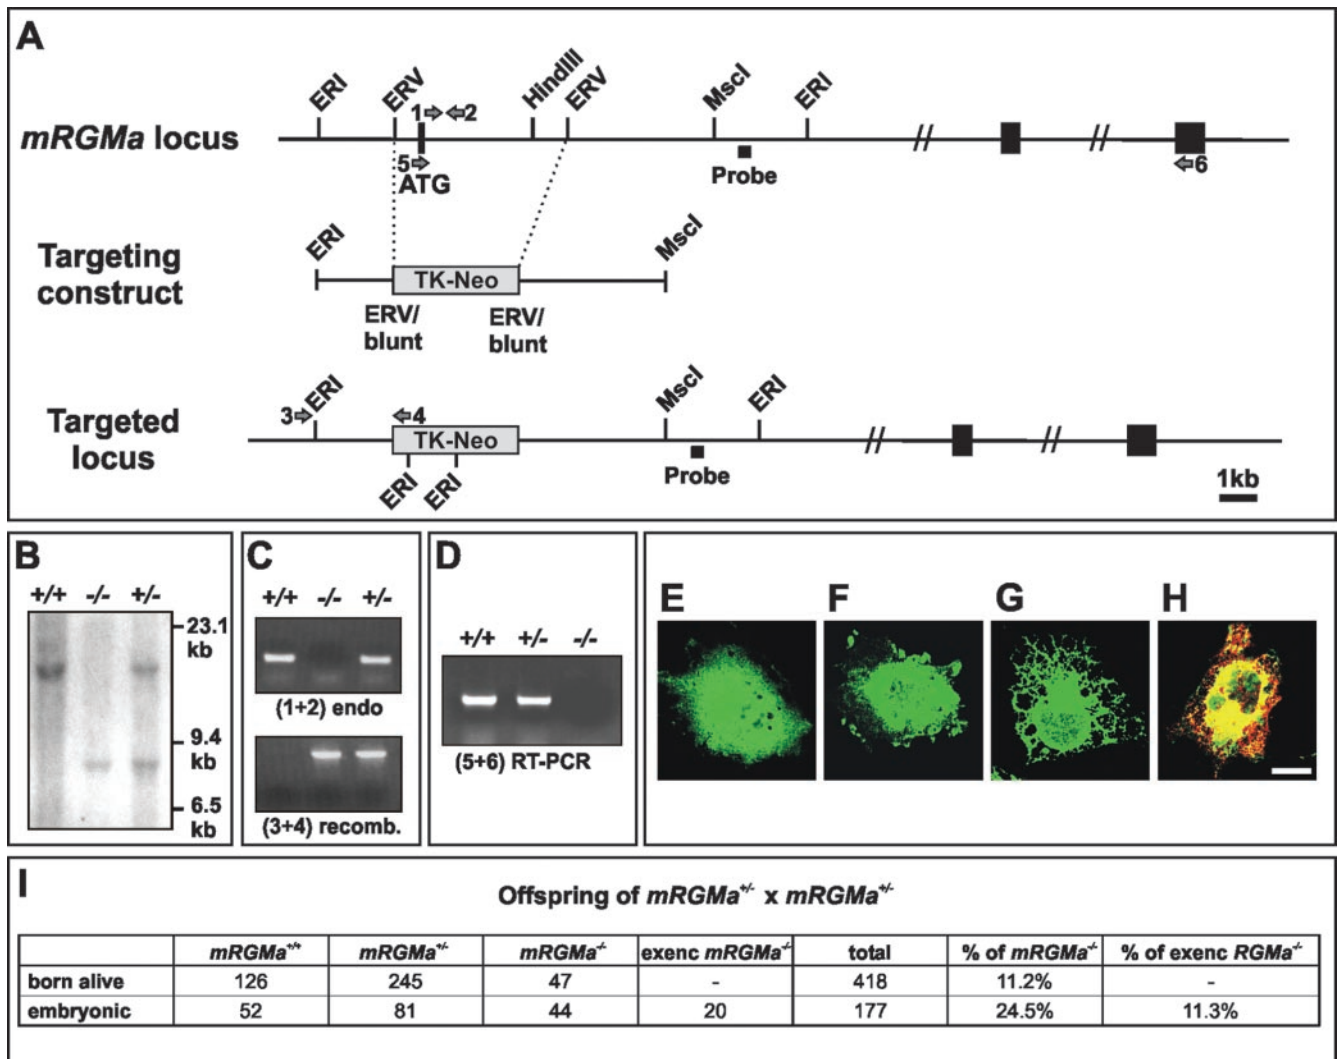 A
ERI
ERV
1
2
HindIII
ERV
MscI
ERI
mRGMa locus
5
ATG
Probe
6
Targeting
construct
ERI
MscI
TK-Neo
ERV/
blunt
ERV/
blunt
Targeted
locus
3
ERI
4
MscI
ERI
TK-Neo
ERI
ERI
Probe
1kb
B
+/+ -/- +/-
23.1
kb
9.4
kb
6.5
kb
C
+/+ -/- +/-
(1+2) endo
(3+4) recomb.
D
+/+ +/- -/-
(5+6) RT-PCR
E
F
G
H
I
Offspring of mRGMa+/- x mRGMa+/-
mRGMa+/+ mRGMa+/- mRGMa-/- exenc mRGMa-/- total % of mRGMa-/- % of exenc RGMa-/-
born alive 126 245 47 - 418 11.2% -
embryonic 52 81 44 20 177 24.5% 11.3%